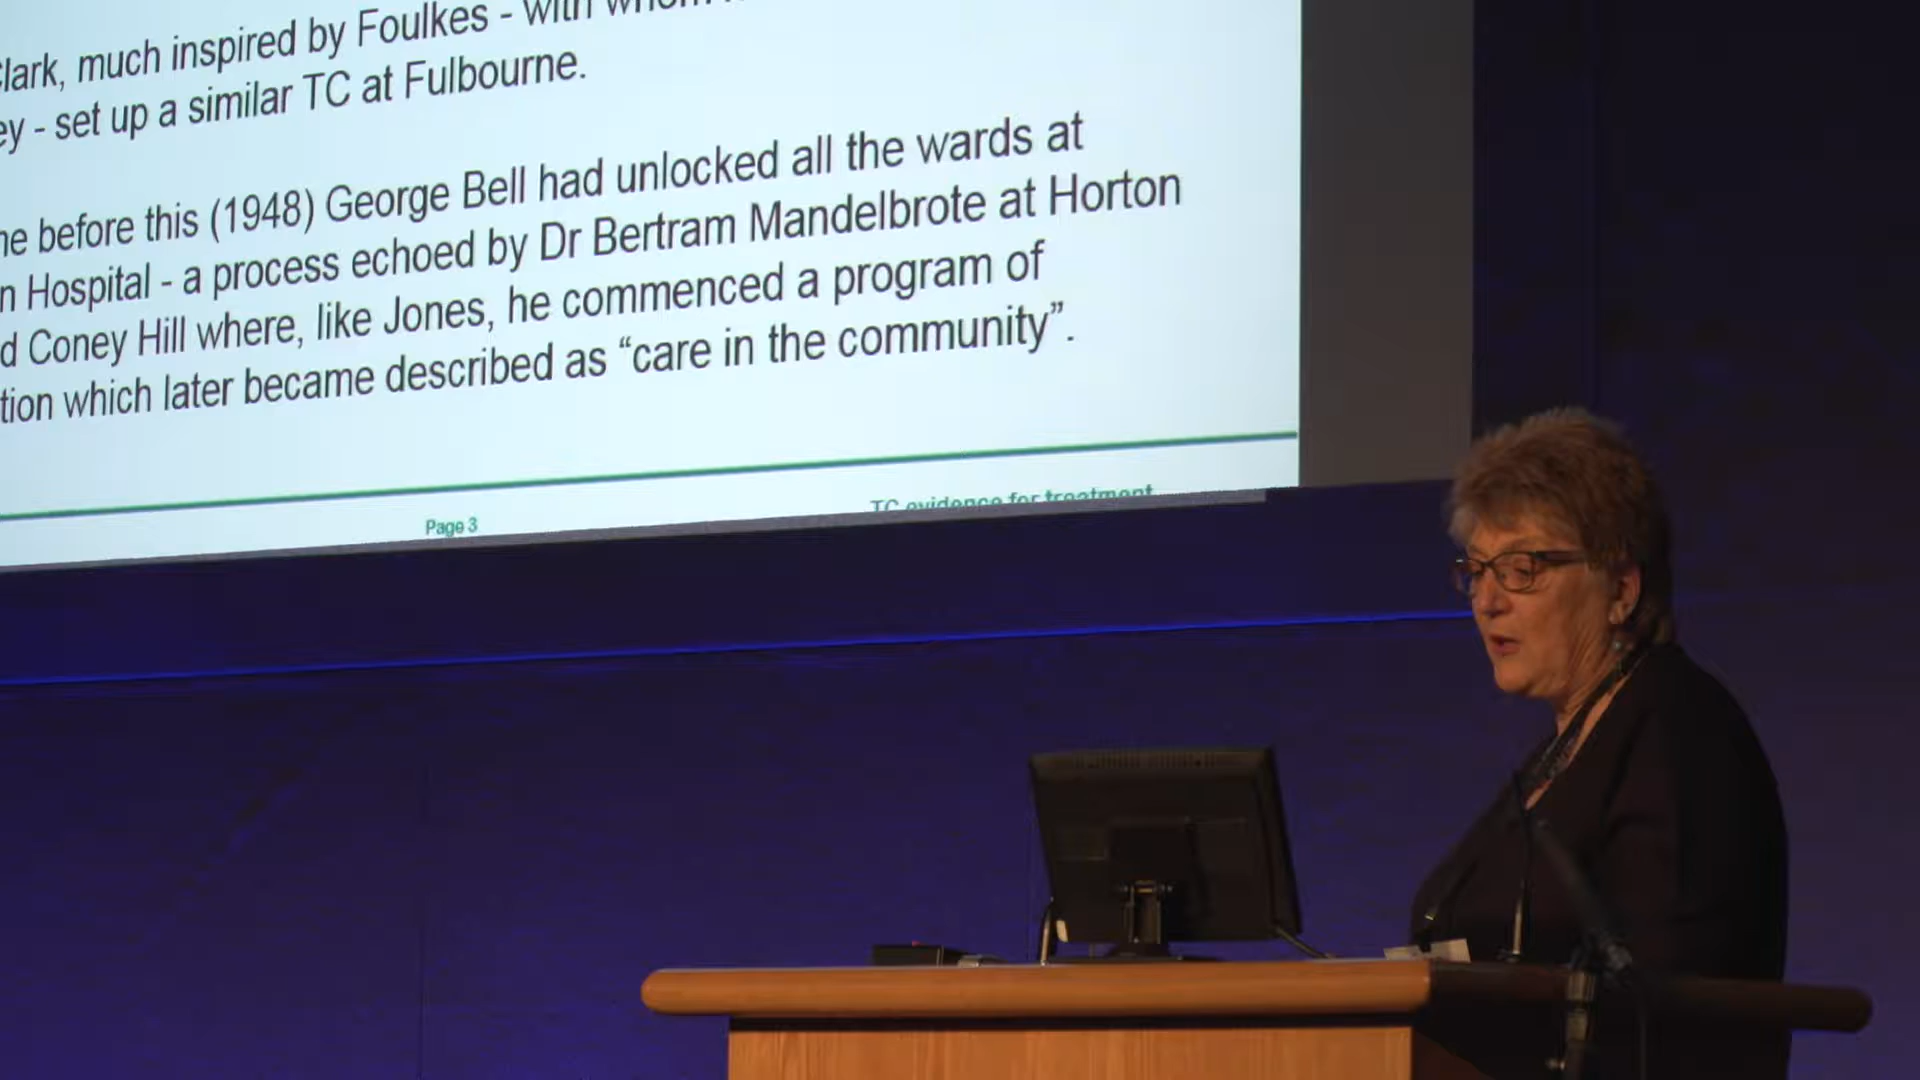 lark, much inspired by Foulkes - with
ey - set up a similar TC at Fulbourne.
ne before this (1948) George Bell had unlocked all the wards at
n Hospital - a process echoed by Dr Bertram Mandelbrote at Horton
d Coney Hill where, like Jones, he commenced a program of
tion which later became described as “care in the community”.
Page 3
TC evidence for treatment